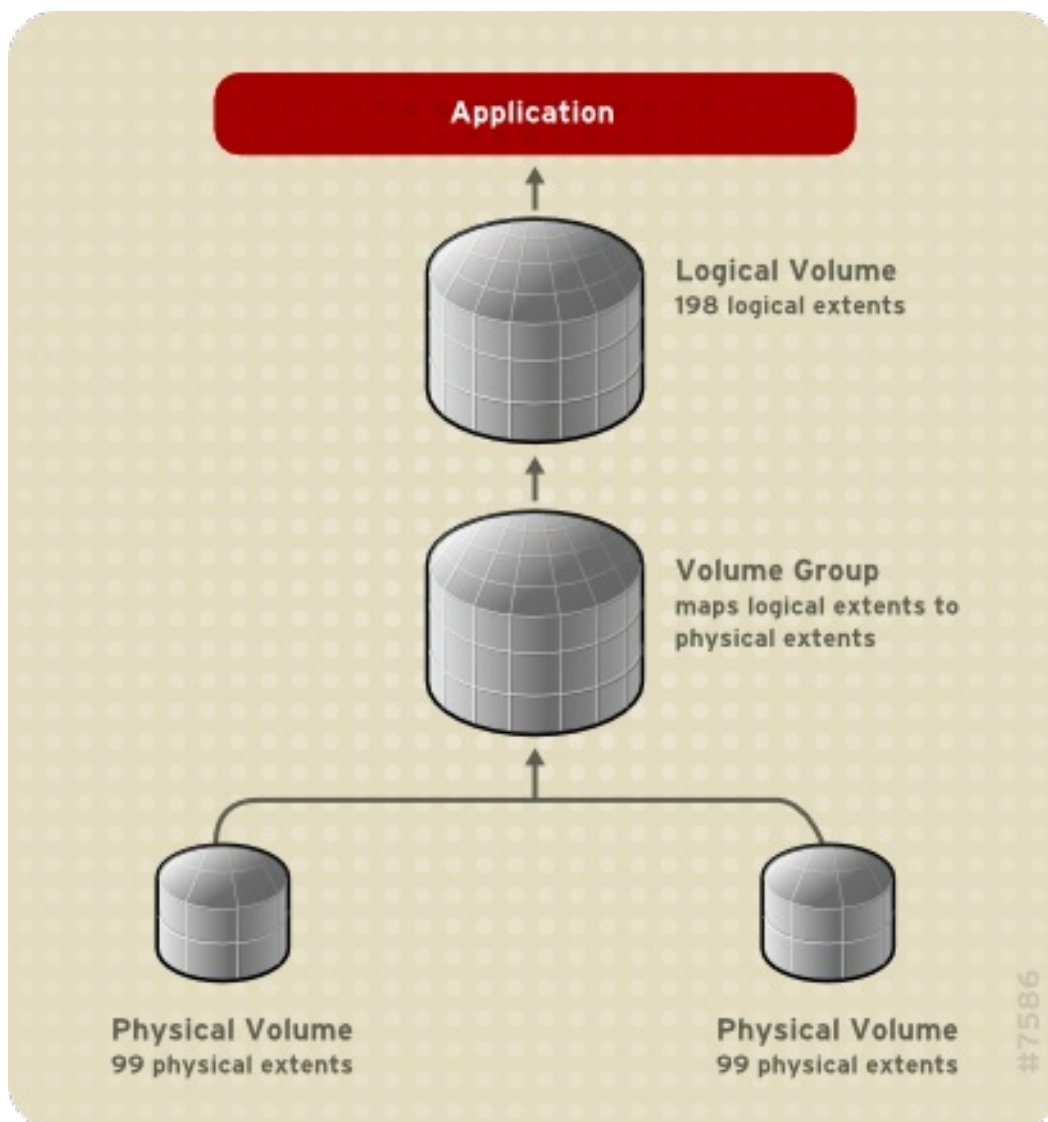 Application
Logical Volume
198 logical extents
Volume Group
maps logical extents to
physical extents
Physical Volume
99 physical extents
Physical Volume
99 physical extents
#7586